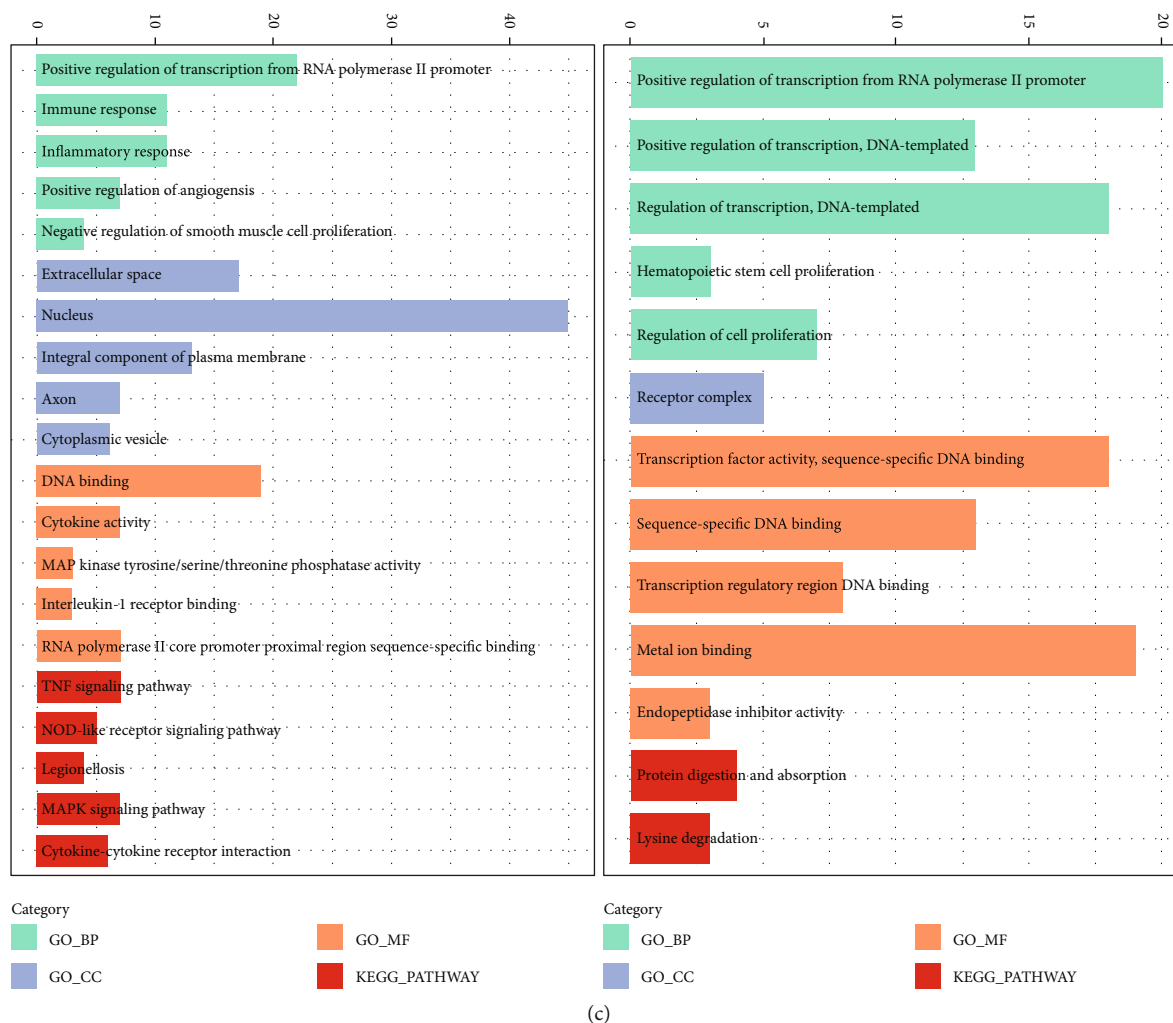 0
10
20
30
40
Positive regulation of transcription from RNA polymerase II promoter
Immune response
Inflammatory response
Positive regulation of angiogensis
Negative regulation of smooth muscle cell proliferation
Extracellular space
Nucleus
Integral component of plasma membrane
Axon
Cytoplasmic vesicle
DNA binding
Cytokine activity
MAP kinase tyrosine/serine/threonine phosphatase activity
Interleukin-1 receptor binding
RNA polymerase II core promoter proximal region sequence-specific binding
TNF signaling pathway
NOD-like receptor signaling pathway
Legionellosis
MAPK signaling pathway
Cytokine-cytokine receptor interaction
Category
GO_BP
GO_MF
GO_CC
KEGG_PATHWAY
0
5
10
15
20
Positive regulation of transcription from RNA polymerase II promoter
Positive regulation of transcription, DNA-templated
Regulation of transcription, DNA-templated
Hematopoietic stem cell proliferation
Regulation of cell proliferation
Receptor complex
Transcription factor activity, sequence-specific DNA binding
Sequence-specific DNA binding
Transcription regulatory region DNA binding
Metal ion binding
Endopeptidase inhibitor activity
Protein digestion and absorption
Lysine degradation
Category
GO_BP
GO_MF
GO_CC
KEGG_PATHWAY
(c)